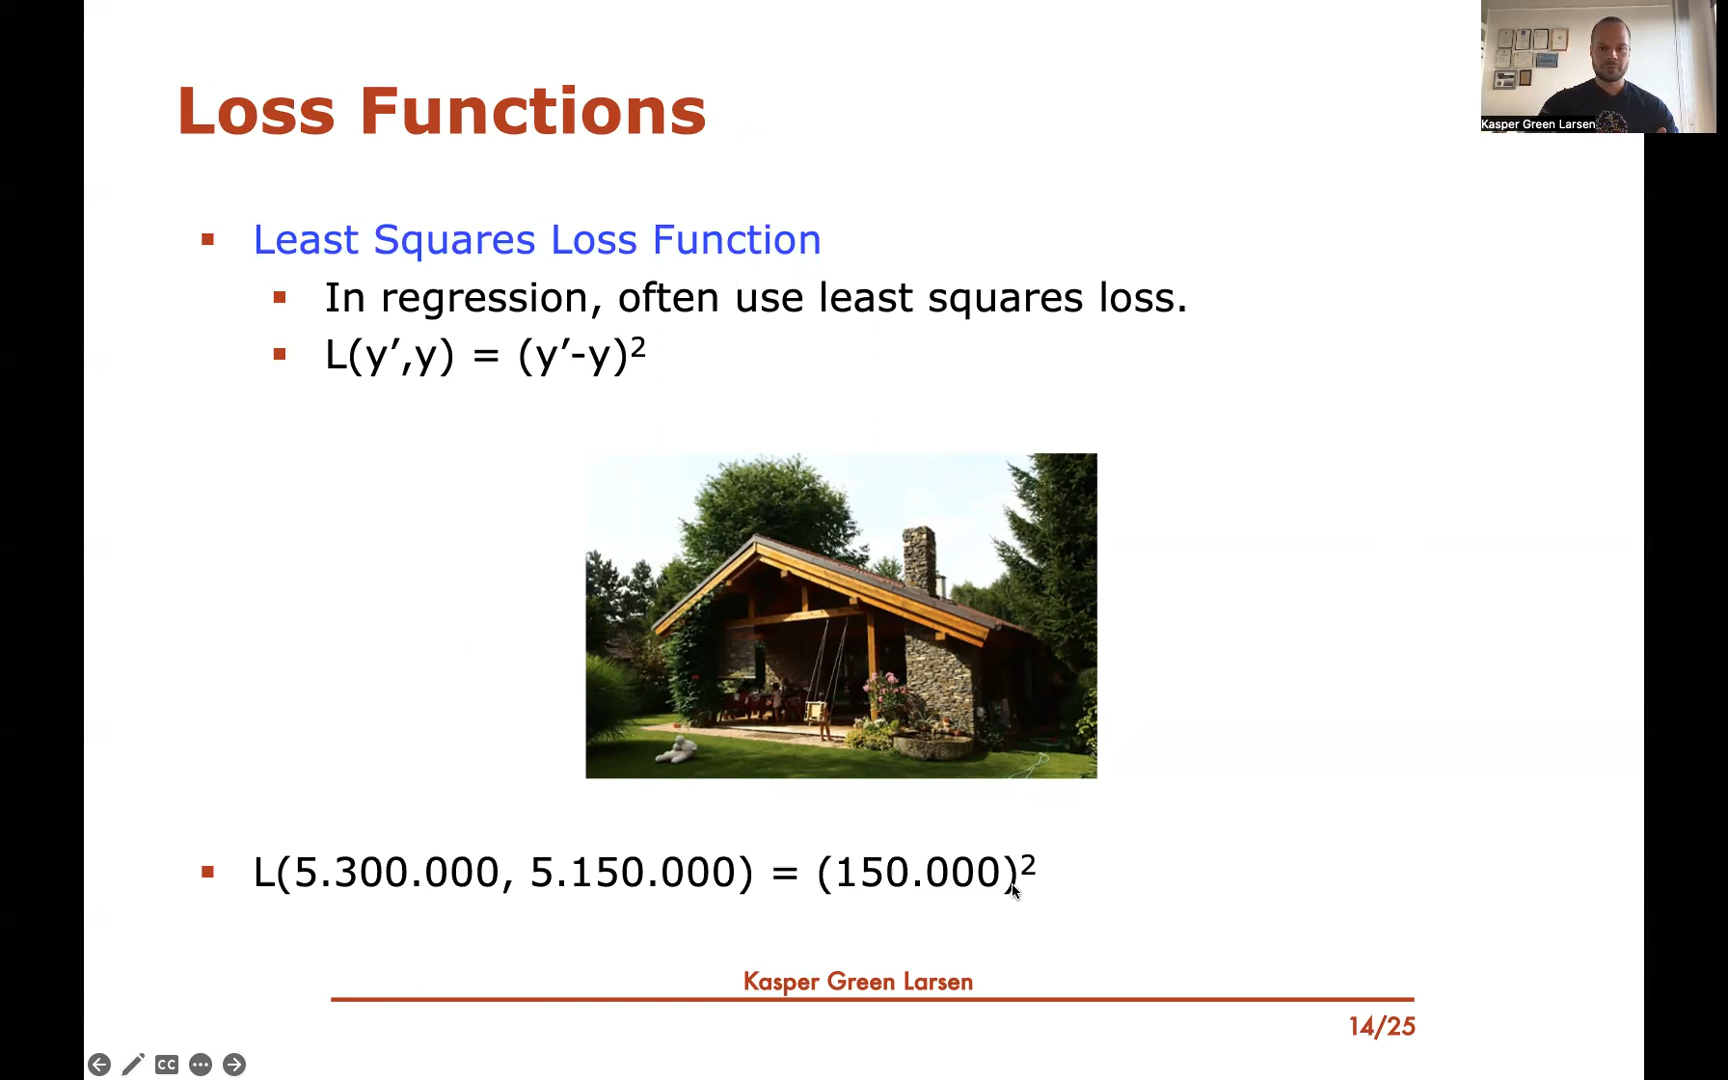 Kasper Green Larsen
Loss Functions
▪ Least Squares Loss Function
▪ In regression, often use least squares loss.
▪ L(y’,y) = (y’-y)²
▪ L(5.300.000, 5.150.000) = (150.000)²
Kasper Green Larsen
14/25
CC